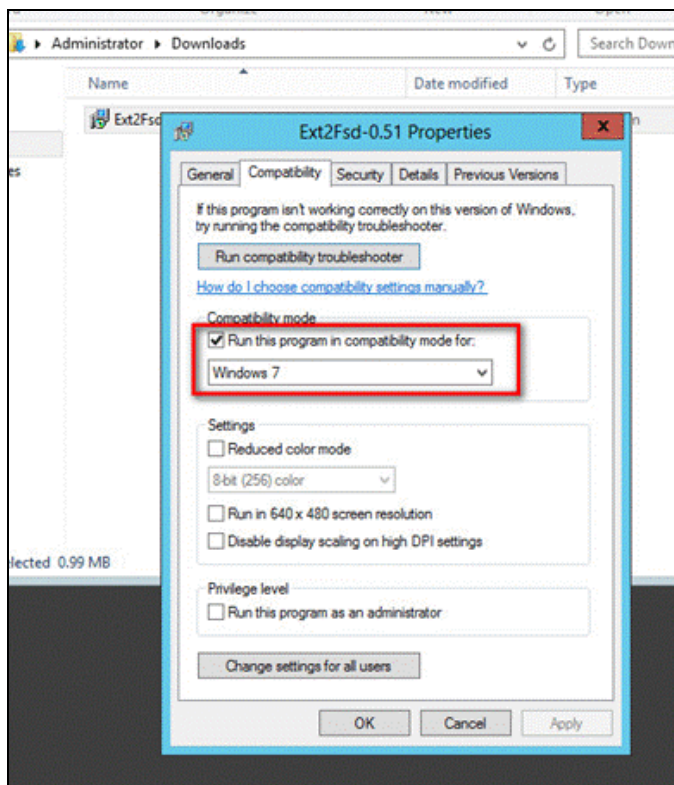 Organize
New
Open
Administrator
Downloads
Search Down
Name
Date modified
Type
Ext2Fsd
Ext2Fsd-0.51 Properties
x
General
Compatibility
Security
Details
Previous Versions
If this program isn't working correctly on this version of Windows,
try running the compatibility troubleshooter.
Run compatibility troubleshooter
How do I choose compatibility settings manually?
Compatibility mode
Run this program in compatibility mode for:
Windows 7
Settings
Reduced color mode
8-bit (256) color
Run in 640 x 480 screen resolution
Disable display scaling on high DPI settings
elected 0.99 MB
Privilege level
Run this program as an administrator
Change settings for all users
OK
Cancel
Apply